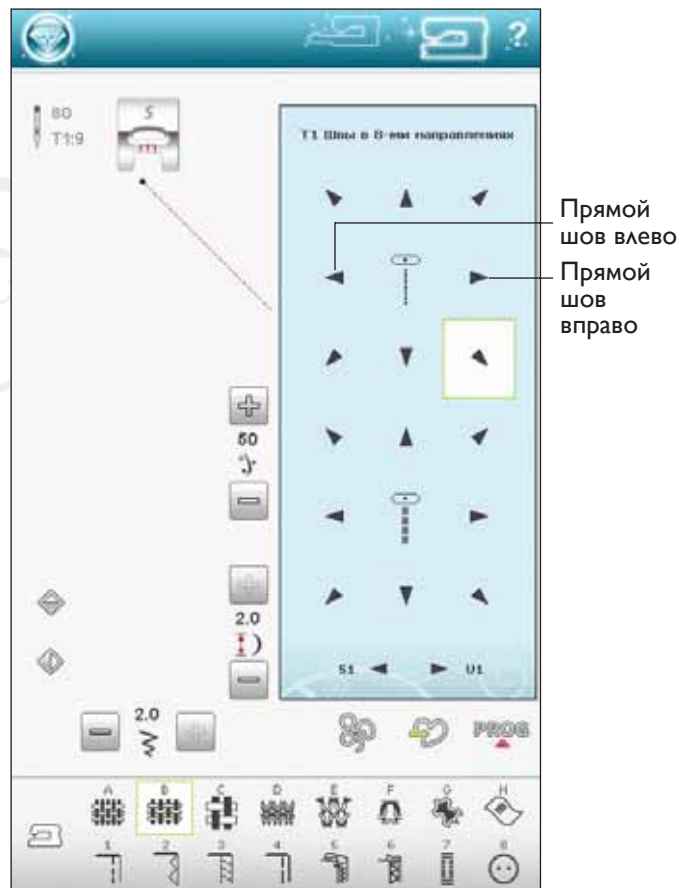 ?
80
T1:9
S
T1 Швы в 8-ми направлениях
Прямой
шов влево
Прямой
шов
вправо
50
2.0
S1
U1
2.0
PROG
A B C D E F G H
1 2 3 4 5 6 7 8